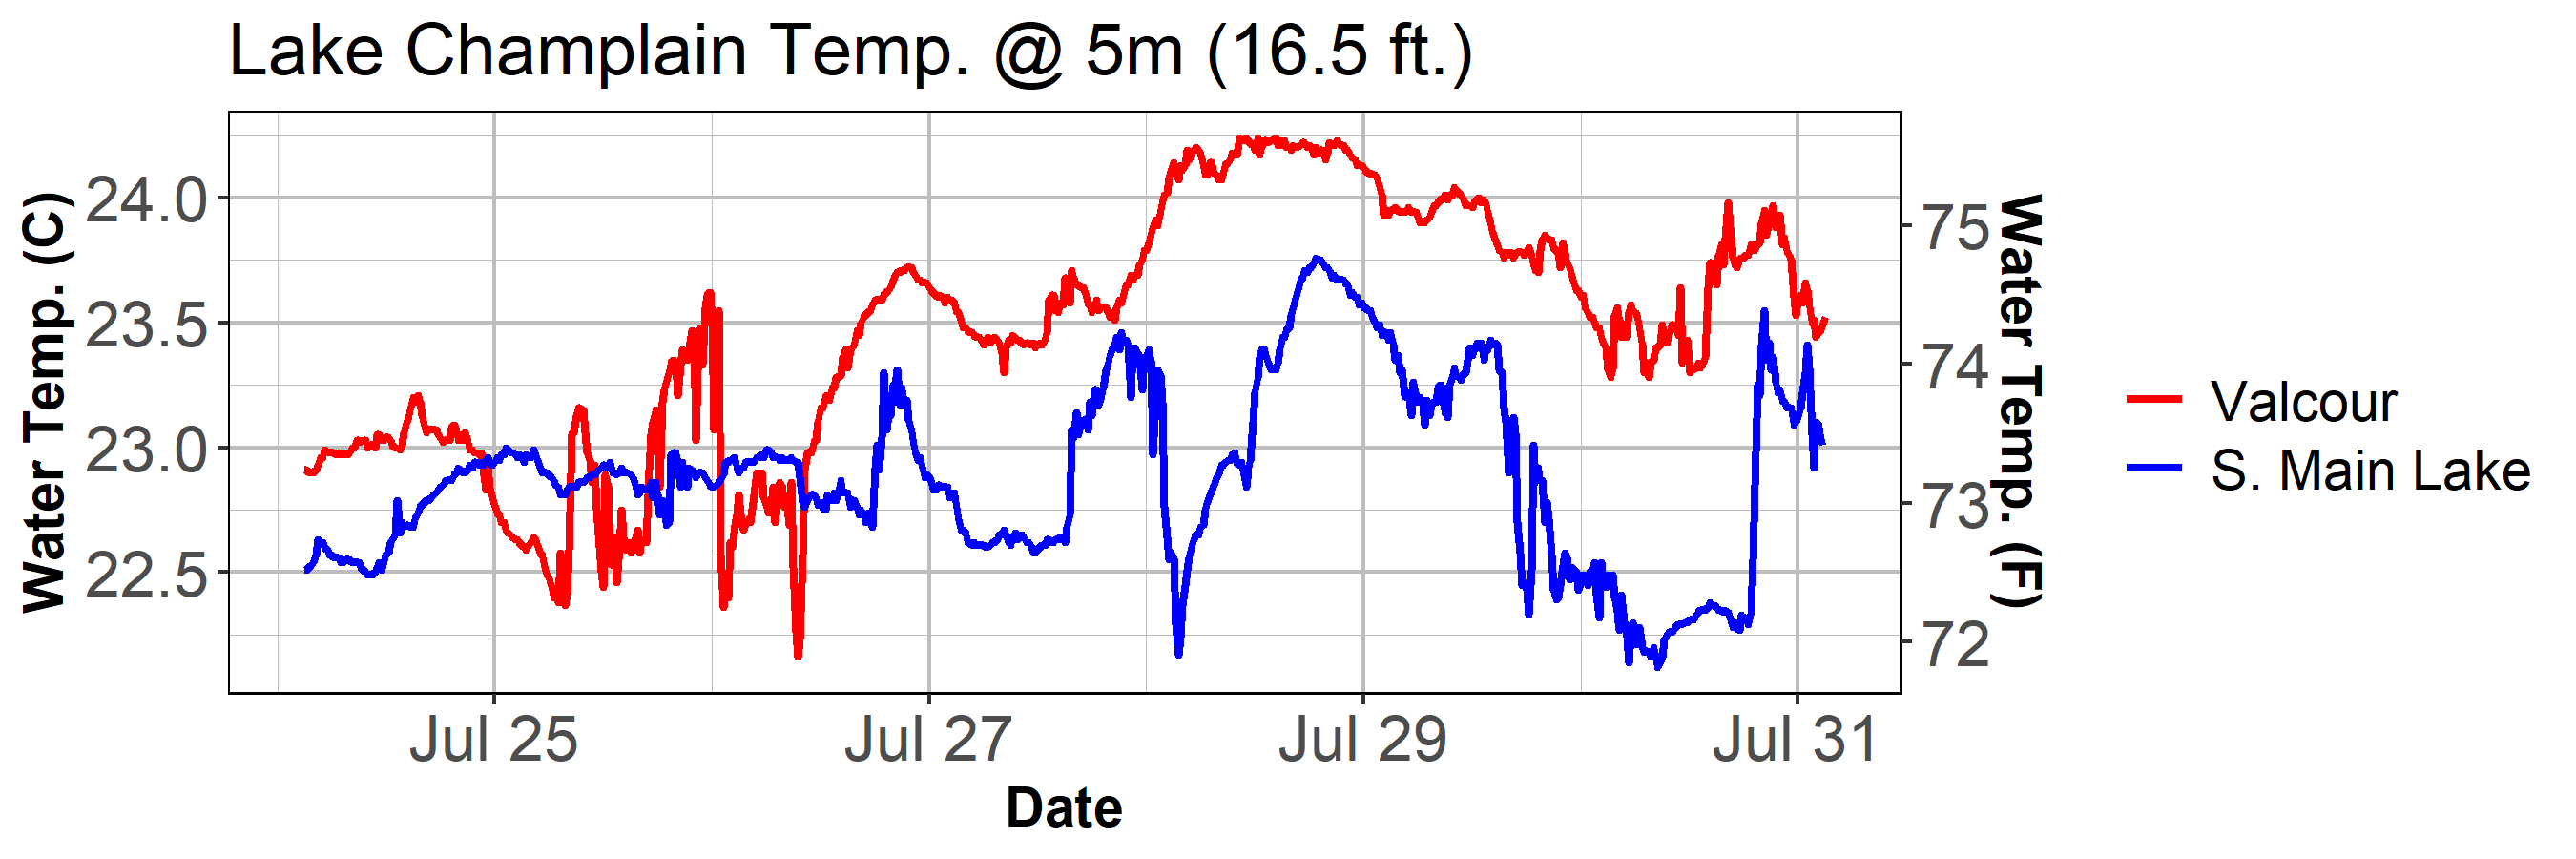 Lake Champlain Temp. @ 5m (16.5 ft.)
Water Temp. (C)
24.0
23.5
23.0
22.5
75
74
73
72
Water Temp. (F)
Jul 25
Jul 27
Jul 29
Jul 31
Date
Valcour
S. Main Lake